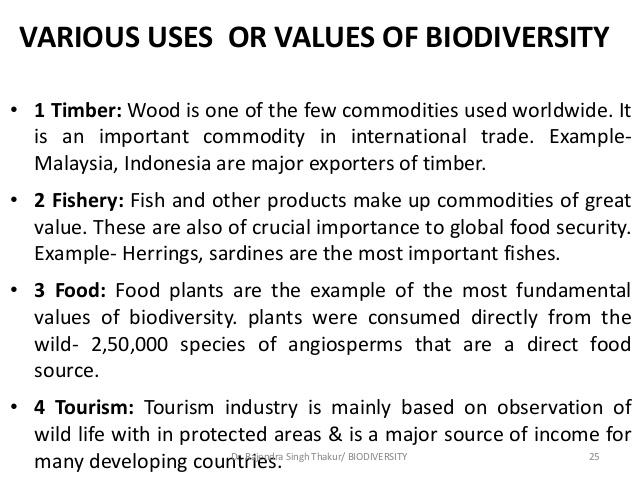 VARIOUS USES  OR VALUES OF BIODIVERSITY
• 1 Timber: Wood is one of the few commodities used worldwide. It
is an important commodity in international trade. Example-
Malaysia, Indonesia are major exporters of timber.
• 2 Fishery: Fish and other products make up commodities of great
value. These are also of crucial importance to global food security.
Example- Herrings, sardines are the most important fishes.
• 3 Food: Food plants are the example of the most fundamental
values of biodiversity. plants were consumed directly from the
wild- 2,50,000 species of angiosperms that are a direct food
source.
• 4 Tourism: Tourism industry is mainly based on observation of
wild life with in protected areas & is a major source of income for
many developing countries.
Dr. Rajendra Singh Thakur/ BIODIVERSITY
25